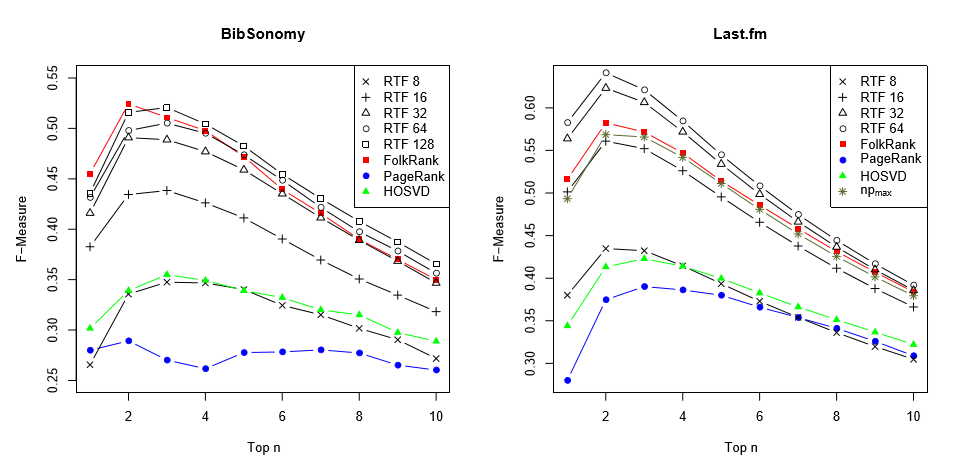 BibSonomy
F-Measure
0.55
0.50
0.45
0.40
0.35
0.30
0.25
RTF 8
RTF 16
RTF 32
RTF 64
RTF 128
FolkRank
PageRank
HOSVD
2
4
6
8
10
Top n
Last.fm
F-Measure
0.60
0.55
0.50
0.45
0.40
0.35
0.30
RTF 8
RTF 16
RTF 32
RTF 64
FolkRank
PageRank
HOSVD
npmax
2
4
6
8
10
Top n